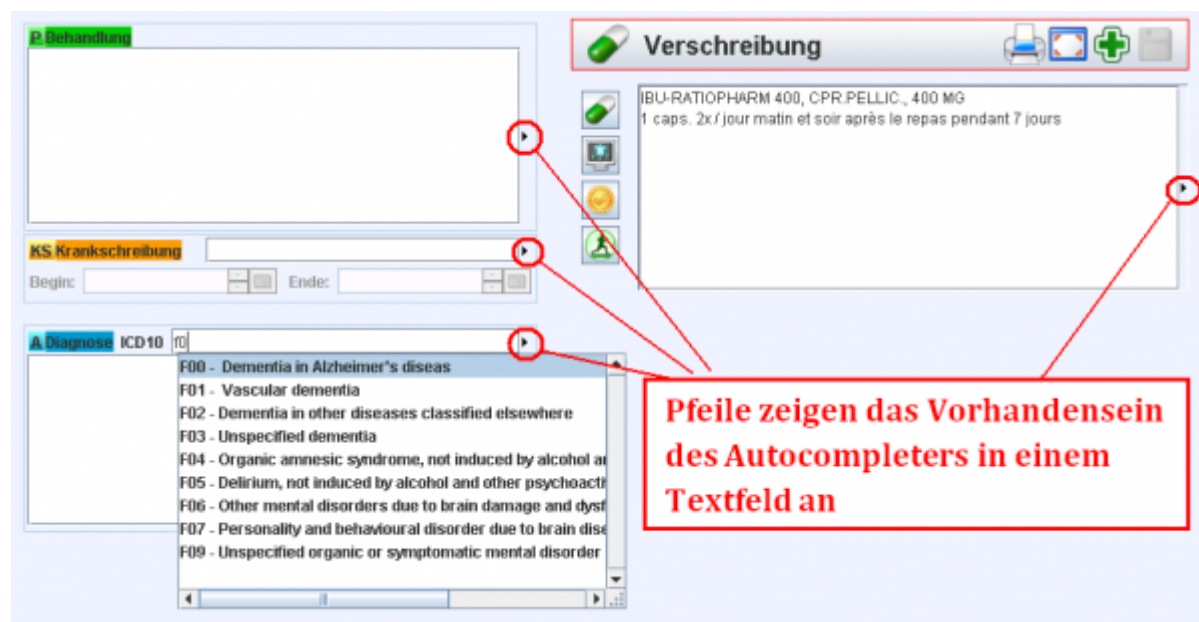 P Behandlung
KS Krankschreibung
Begin:
Ende:
A Diagnose ICD10 f0
F00 - Dementia in Alzheimer's diseas
F01 - Vascular dementia
F02 - Dementia in other diseases classified elsewhere
F03 - Unspecified dementia
F04 - Organic amnesic syndrome, not induced by alcohol a
F05 - Delirium, not induced by alcohol and other psychoacti
F06 - Other mental disorders due to brain damage and dysf
F07 - Personality and behavioural disorder due to brain dise
F09 - Unspecified organic or symptomatic mental disorder
Verschreibung
IBU-RATIOPHARM 400, CPR.PELLIC., 400 MG
1 caps. 2x / jour matin et soir après le repas pendant 7 jours
Pfeile zeigen das Vorhandensein
des Autocompleters in einem
Textfeld an